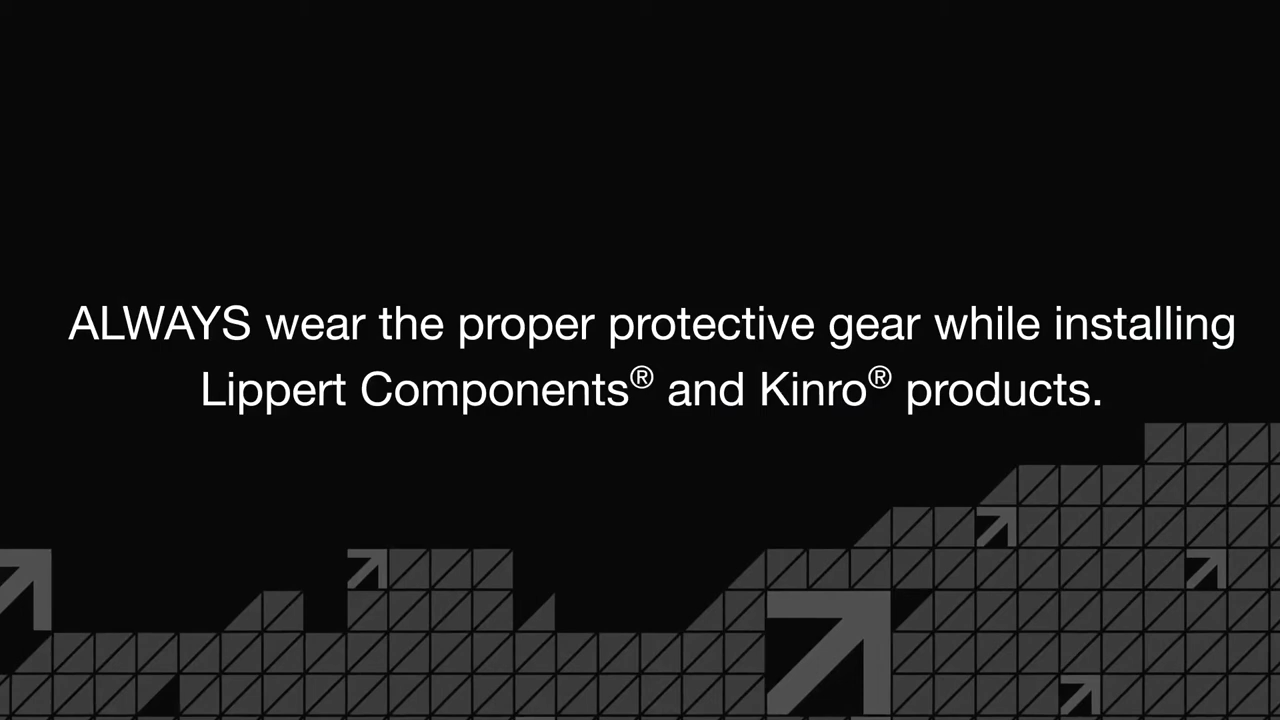 ALWAYS wear the proper protective gear while installing
Lippert Components® and Kinro® products.